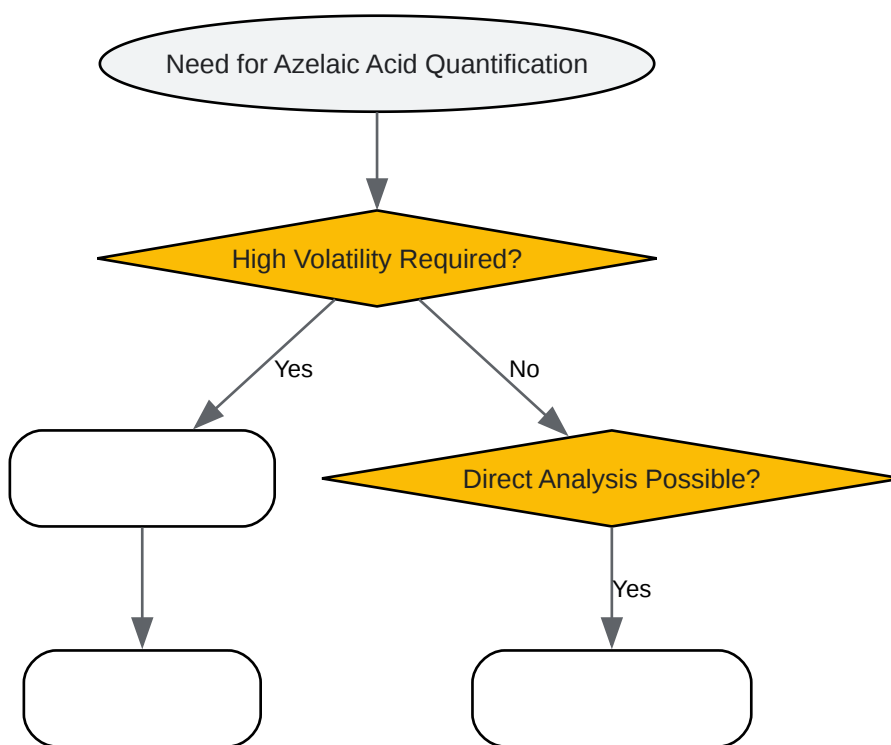 Need for Azelaic Acid Quantification
High Volatility Required?
Yes
No
Direct Analysis Possible?
Yes